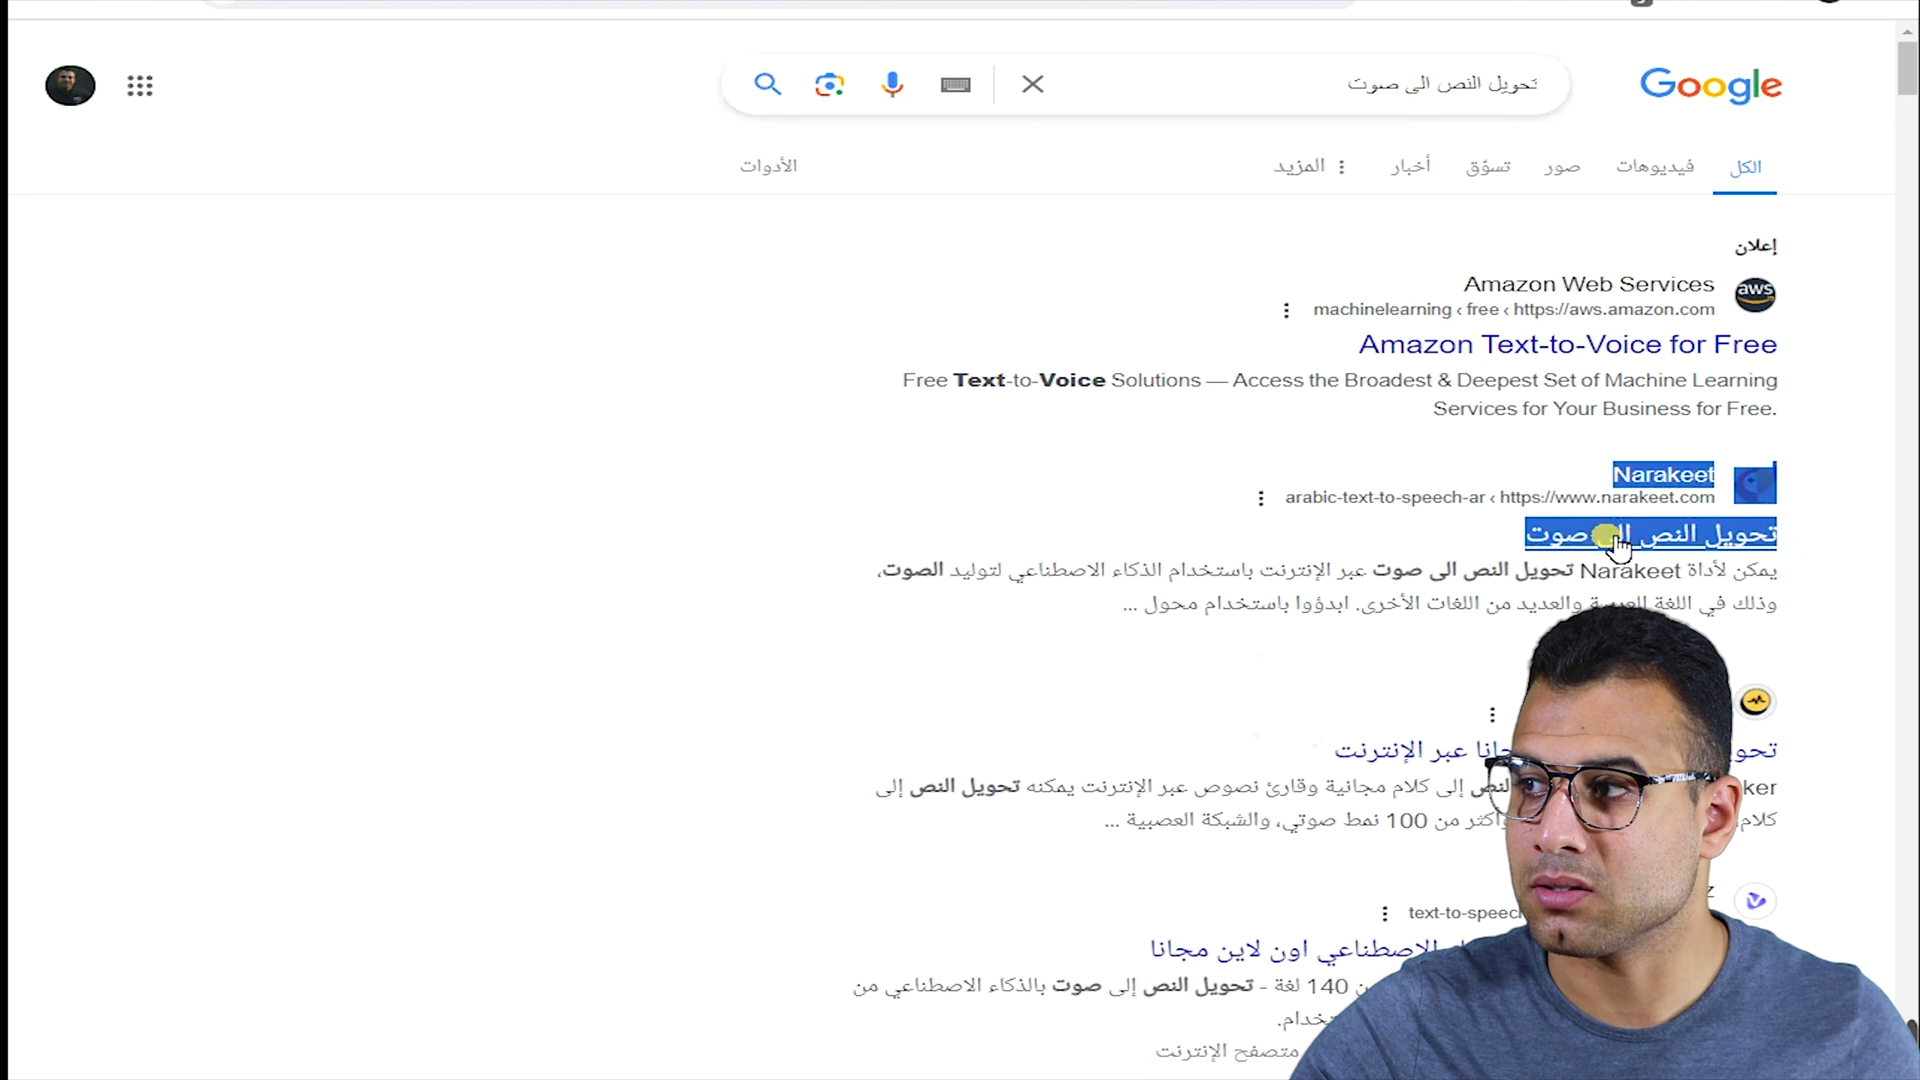 Google
تحويل النص الى صوت
الكل
فيديوهات
صور
تسوّق
أخبار
المزيد
الأدوات
إعلان
aws
Amazon Web Services
https://aws.amazon.com › free › machinelearning
Amazon Text-to-Voice for Free
Free Text-to-Voice Solutions — Access the Broadest & Deepest Set of Machine Learning
Services for Your Business for Free.
Narakeet
https://www.narakeet.com › arabic-text-to-speech-ar
تحويل النص الى صوت
يمكن لأداة Narakeet تحويل النص الى صوت عبر الإنترنت باستخدام الذكاء الاصطناعي لتوليد الصوت،
وذلك في اللغة العربية والعديد من اللغات الأخرى. ابدؤوا باستخدام محول ...
عبر الإنترنت
النص إلى كلام مجانية وقارئ نصوص عبر الإنترنت يمكنه تحويل النص إلى
كلام، وأكثر من 100 نمط صوتي، والشبكة العصبية ...
text-to-speech
الاصطناعي اون لاين مجانا
140 لغة - تحويل النص إلى صوت بالذكاء الاصطناعي من
متصفح الإنترنت